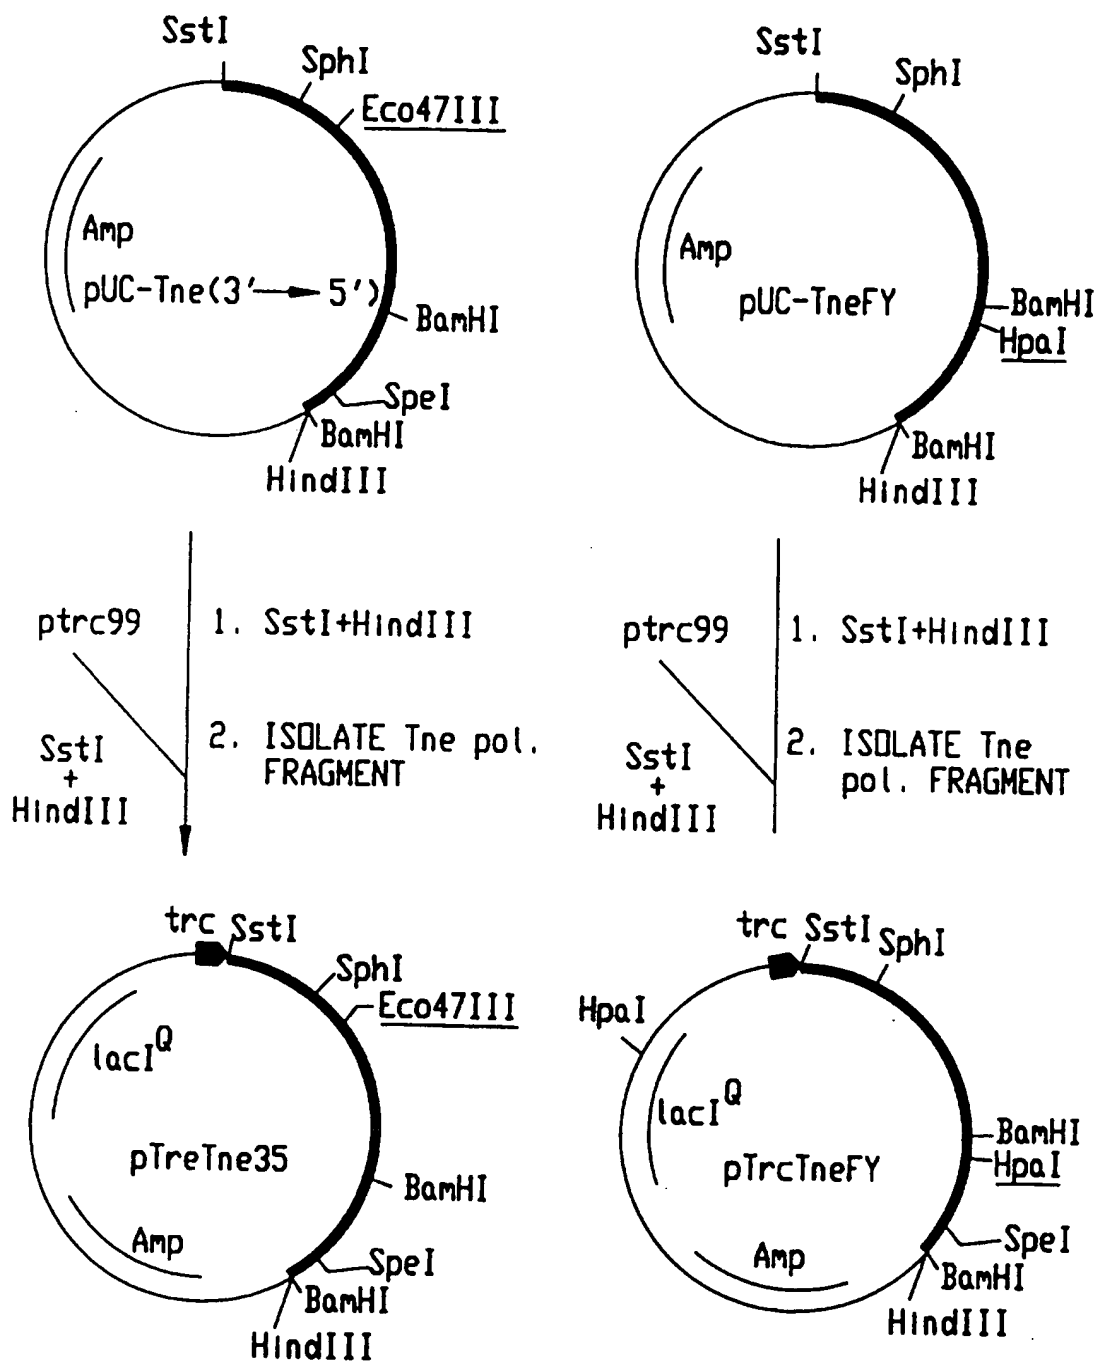 SstI
SphI
Eco47III
Amp
pUC-Tne(3′ → 5′)
BamHI
SpeI
BamHI
HindIII
SstI
SphI
Amp
pUC-TneFY
BamHI
HpaI
BamHI
HindIII
ptrc99
1. SstI+HindIII
SstI
+
HindIII
2. ISOLATE Tne pol.
FRAGMENT
ptrc99
1. SstI+HindIII
SstI
+
HindIII
2. ISOLATE Tne
pol. FRAGMENT
trc SstI
SphI
Eco47III
lacI^Q
pTreTne35
BamHI
Amp
SpeI
BamHI
HindIII
trc SstI
SphI
HpaI
lacI^Q
pTrcTneFY
BamHI
HpaI
Amp
SpeI
BamHI
HindIII